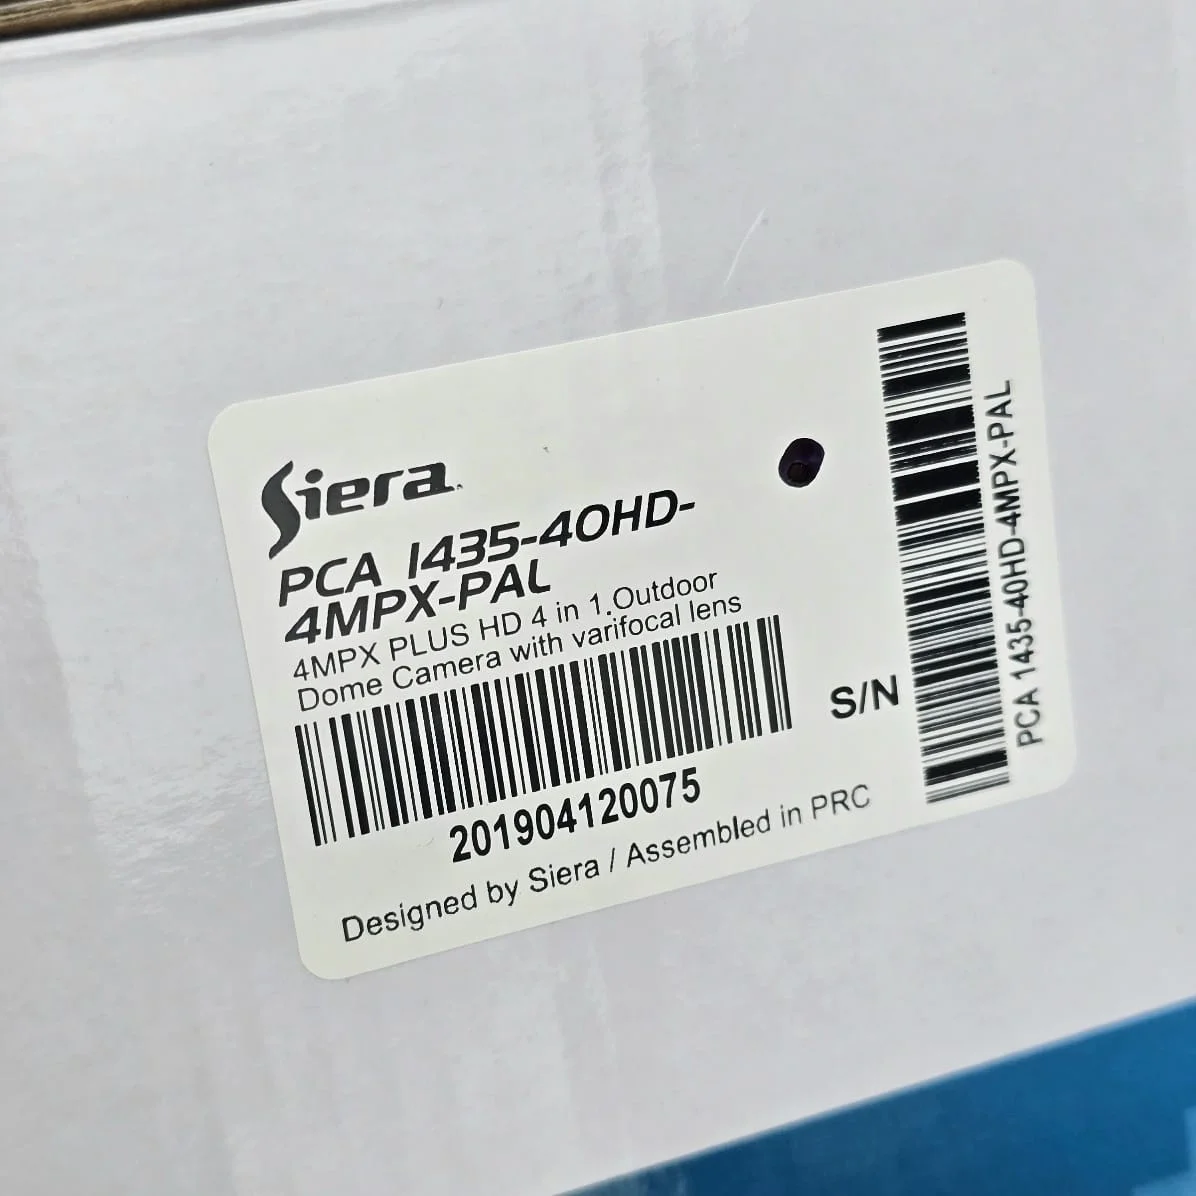 Siera
PCA 1435-40HD-
4MPX-PAL
4MPX PLUS HD 4 in 1.Outdoor
Dome Camera with varifocal lens
201904120075
Designed by Siera / Assembled in PRC
S/N
PCA 1435-40HD-4MPX-PAL